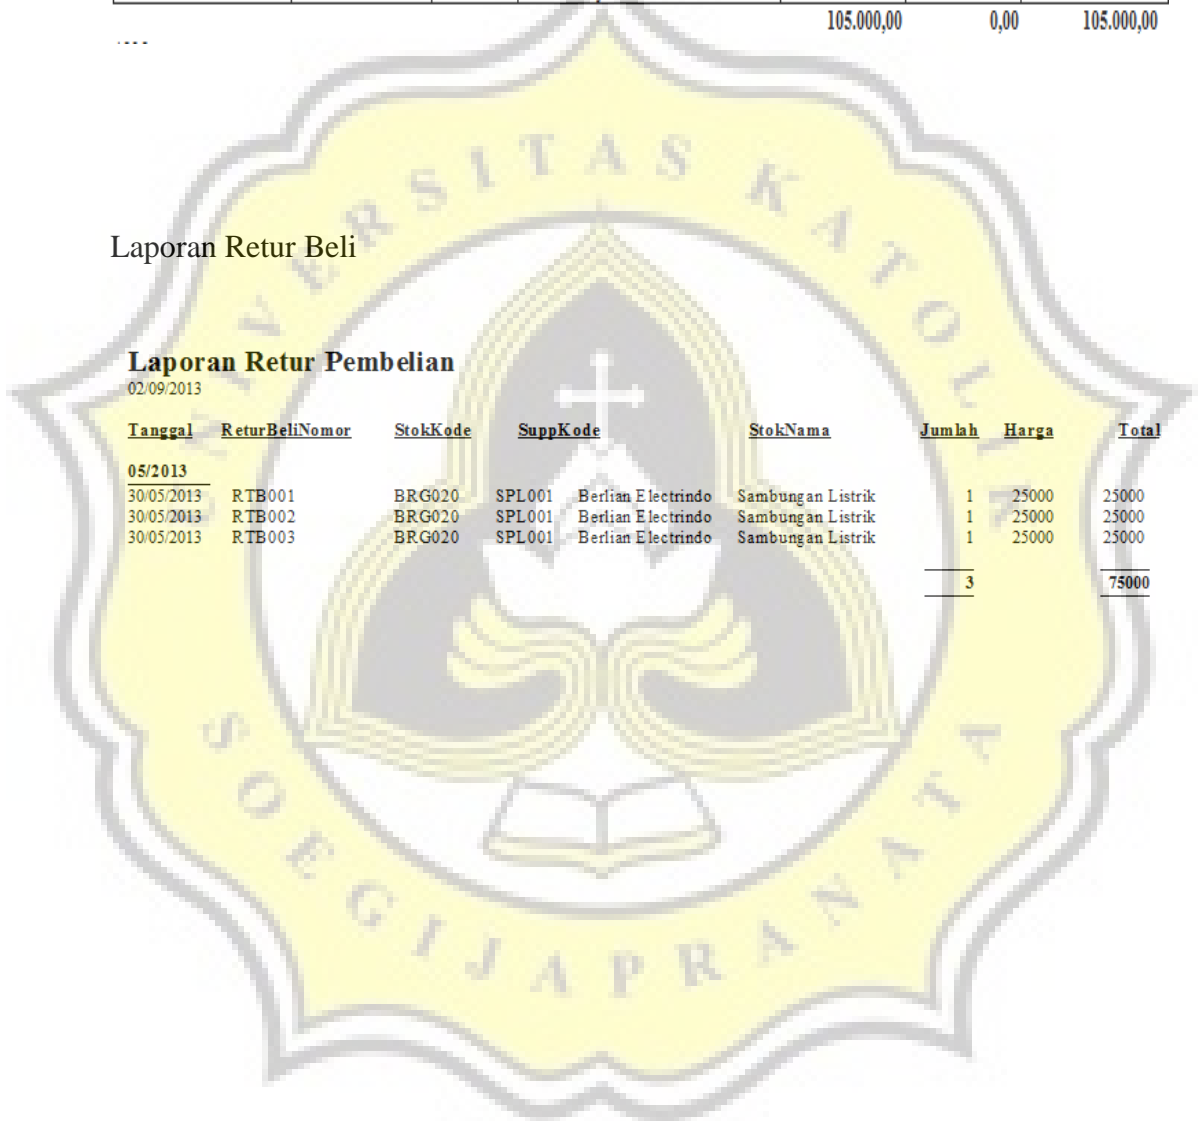 105.000,00 0,00 105.000,00
UNIVERSITAS KATOLIK
Laporan Retur Beli
Laporan Retur Pembelian
02/09/2013
Tanggal ReturBeliNomor StokKode SuppKode StokNama Jumlah Harga Total
05/2013
30/05/2013 RTB001 BRG020 SPL001 Berlian Electrindo Sambungan Listrik 1 25000 25000
30/05/2013 RTB002 BRG020 SPL001 Berlian Electrindo Sambungan Listrik 1 25000 25000
30/05/2013 RTB003 BRG020 SPL001 Berlian Electrindo Sambungan Listrik 1 25000 25000
3 75000
SOEGIJAPRANATA